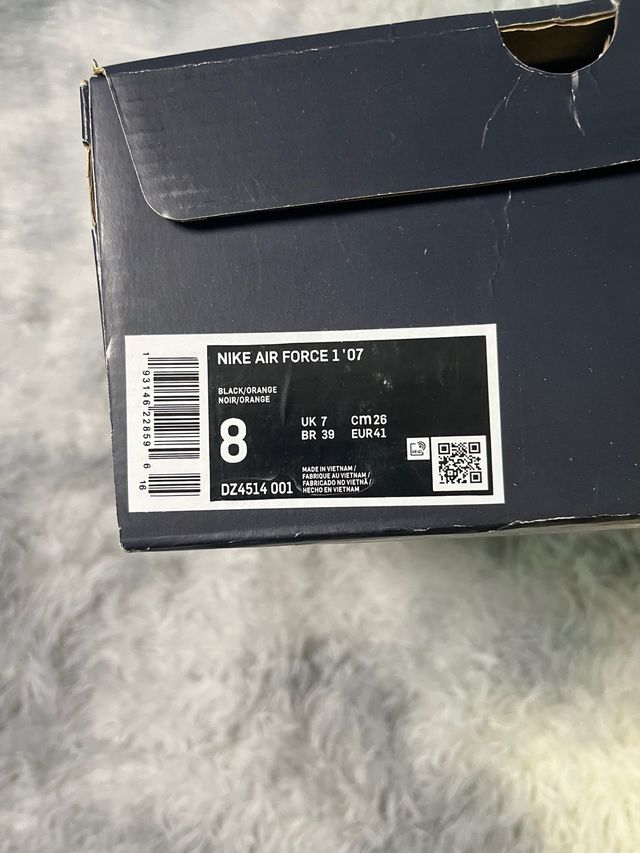 NIKE AIR FORCE 1 '07
BLACK/ORANGE
NOIR/ORANGE
8
UK 7 cm 26
BR 39 EUR 41
DZ4514 001
MADE IN VIETNAM /
FABRIQUE AU VIETNAM /
FABRICADO NO VIETNÃ /
HECHO EN VIETNAM
1 93146 22859 6 16